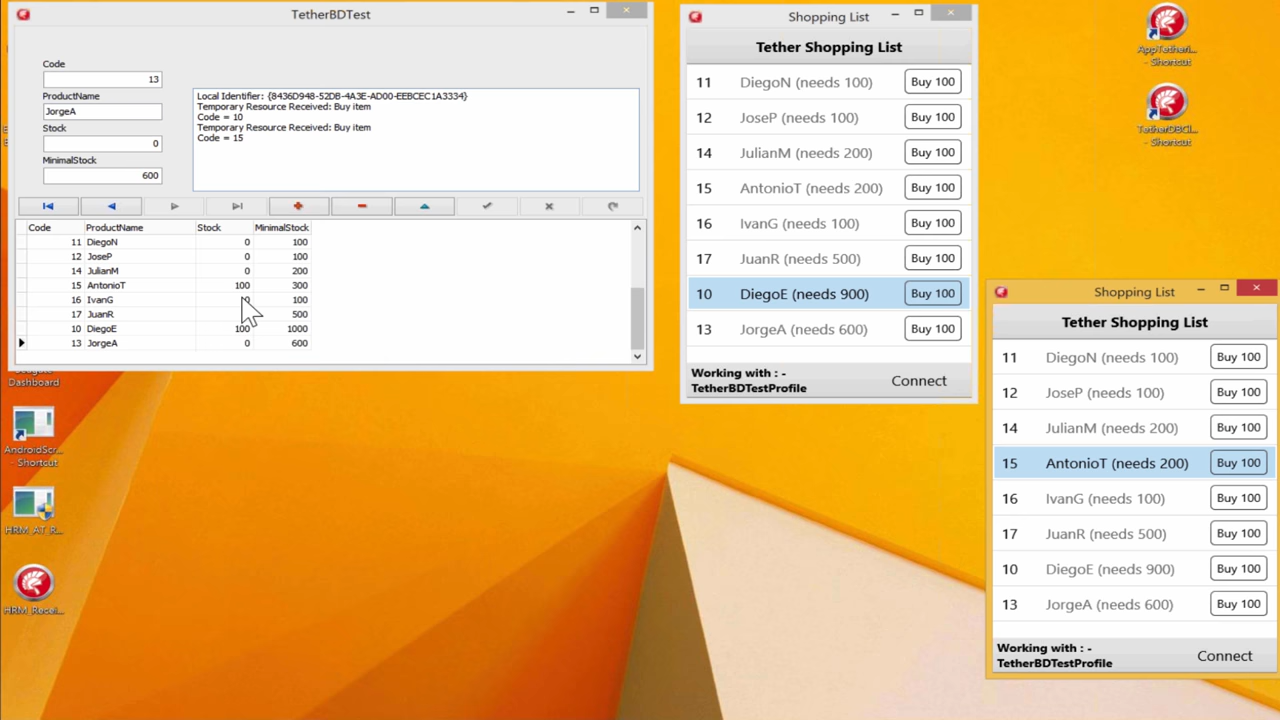 TetherBDTest
Code
13
ProductName
JorgeA
Stock
0
MinimalStock
600
Local Identifier: {8436D948-52DB-4A3E-AD00-EEBCEC1A3334}
Temporary Resource Received: Buy item
Code = 10
Temporary Resource Received: Buy item
Code = 15
Code ProductName Stock MinimalStock
11 DiegoN 0 100
12 JoseP 0 100
14 JulianM 0 200
15 AntonioT 100 300
16 IvanG 0 100
17 JuanR 500
10 DiegoE 100 1000
13 JorgeA 0 600
Shopping List
Tether Shopping List
11 DiegoN (needs 100) Buy 100
12 JoseP (needs 100) Buy 100
14 JulianM (needs 200) Buy 100
15 AntonioT (needs 200) Buy 100
16 IvanG (needs 100) Buy 100
17 JuanR (needs 500) Buy 100
10 DiegoE (needs 900) Buy 100
13 JorgeA (needs 600) Buy 100
Working with : -
TetherBDTestProfile
Connect
Shopping List
Tether Shopping List
11 DiegoN (needs 100) Buy 100
12 JoseP (needs 100) Buy 100
14 JulianM (needs 200) Buy 100
15 AntonioT (needs 200) Buy 100
16 IvanG (needs 100) Buy 100
17 JuanR (needs 500) Buy 100
10 DiegoE (needs 900) Buy 100
13 JorgeA (needs 600) Buy 100
Working with : -
TetherBDTestProfile
Connect
AppTetheri...
- Shortcut
TetherDBCl...
- Shortcut
Dashboard
AndroidScr...
- Shortcut
HRM_AT_R...
HRM_Recei...